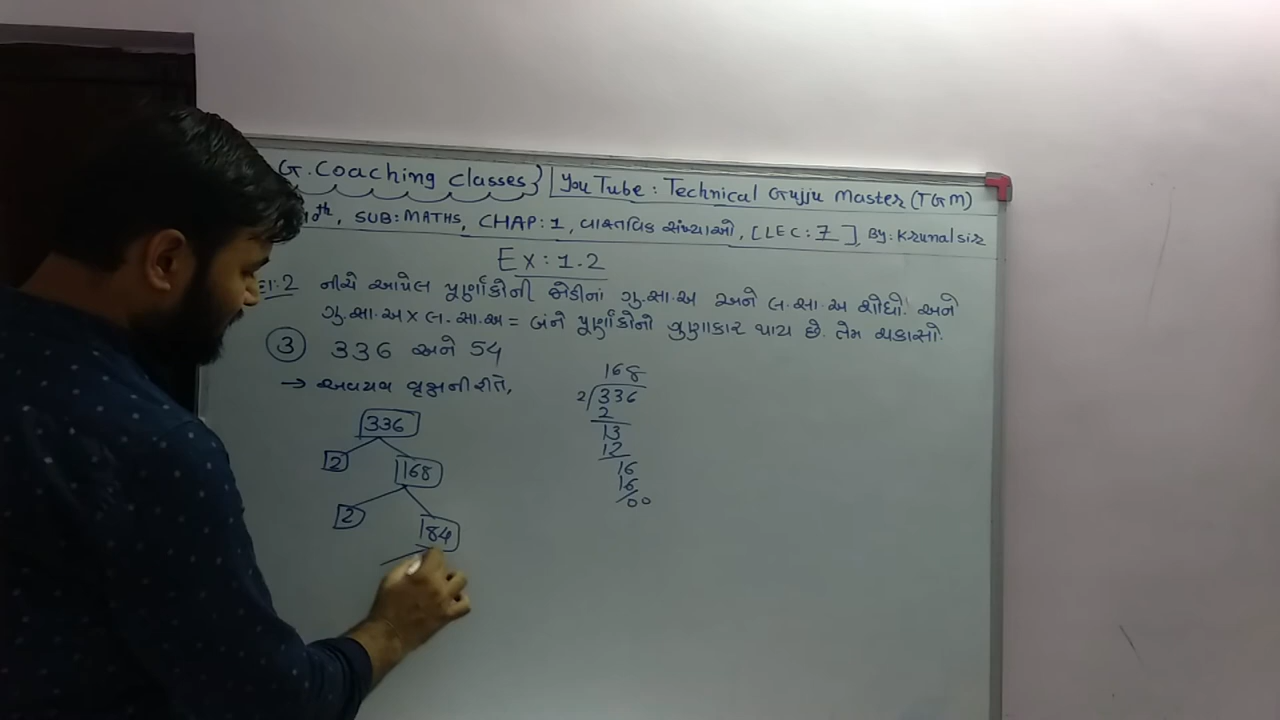 G. Coaching classes} | YouTube : Technical Gujju Master (TGM)
10th, SUB: MATHS, CHAP: 1, વાસ્તવિક સંખ્યાઓ, [LEC: 7], By: Krunal sir
Ex: 1.2
નીચે આપેલ પૂર્ણાંકોની જોડીનાં ગુ.સા.અ અને લ.સા.અ શોધો. અને
ગુ.સા.અ × લ.સા.અ = બંને પૂર્ણાંકોનો ગુણાકાર થાય છે. તેમ ચકાસો.
3 336 અને 54
→ અવયવ વૃક્ષની રીતે,
336
2 168
2 84
168
2 336
2
13
12
16
16
00